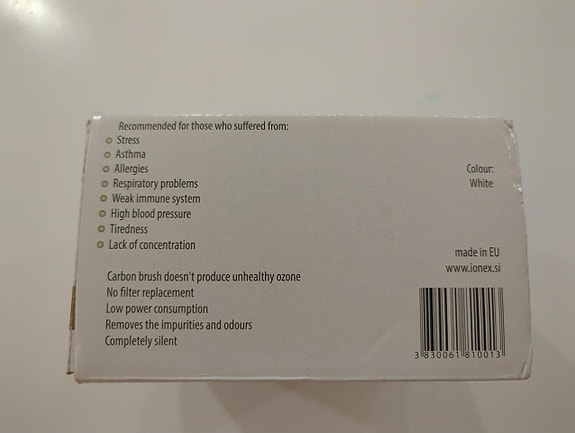 Recommended for those who suffered from:
Stress
Asthma
Allergies
Respiratory problems
Weak immune system
High blood pressure
Tiredness
Lack of concentration
Colour:
White
Carbon brush doesn't produce unhealthy ozone
No filter replacement
Low power consumption
Removes the impurities and odours
Completely silent
made in EU
www.ionex.si
3 830061 810013